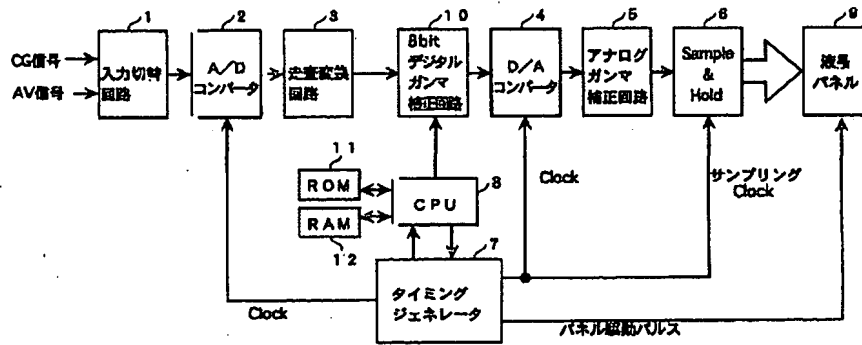 1
2
3
10
4
5
6
9
CG信号
AV信号
入力切替
回路
A/D
コンバータ
走査変換
回路
8bit
デジタル
ガンマ
補正回路
D/A
コンバータ
アナログ
ガンマ
補正回路
Sample
&
Hold
液晶
パネル
11
ROM
RAM
12
CPU
8
7
タイミング
ジェネレータ
Clock
Clock
サンプリング
Clock
パネル駆動パルス